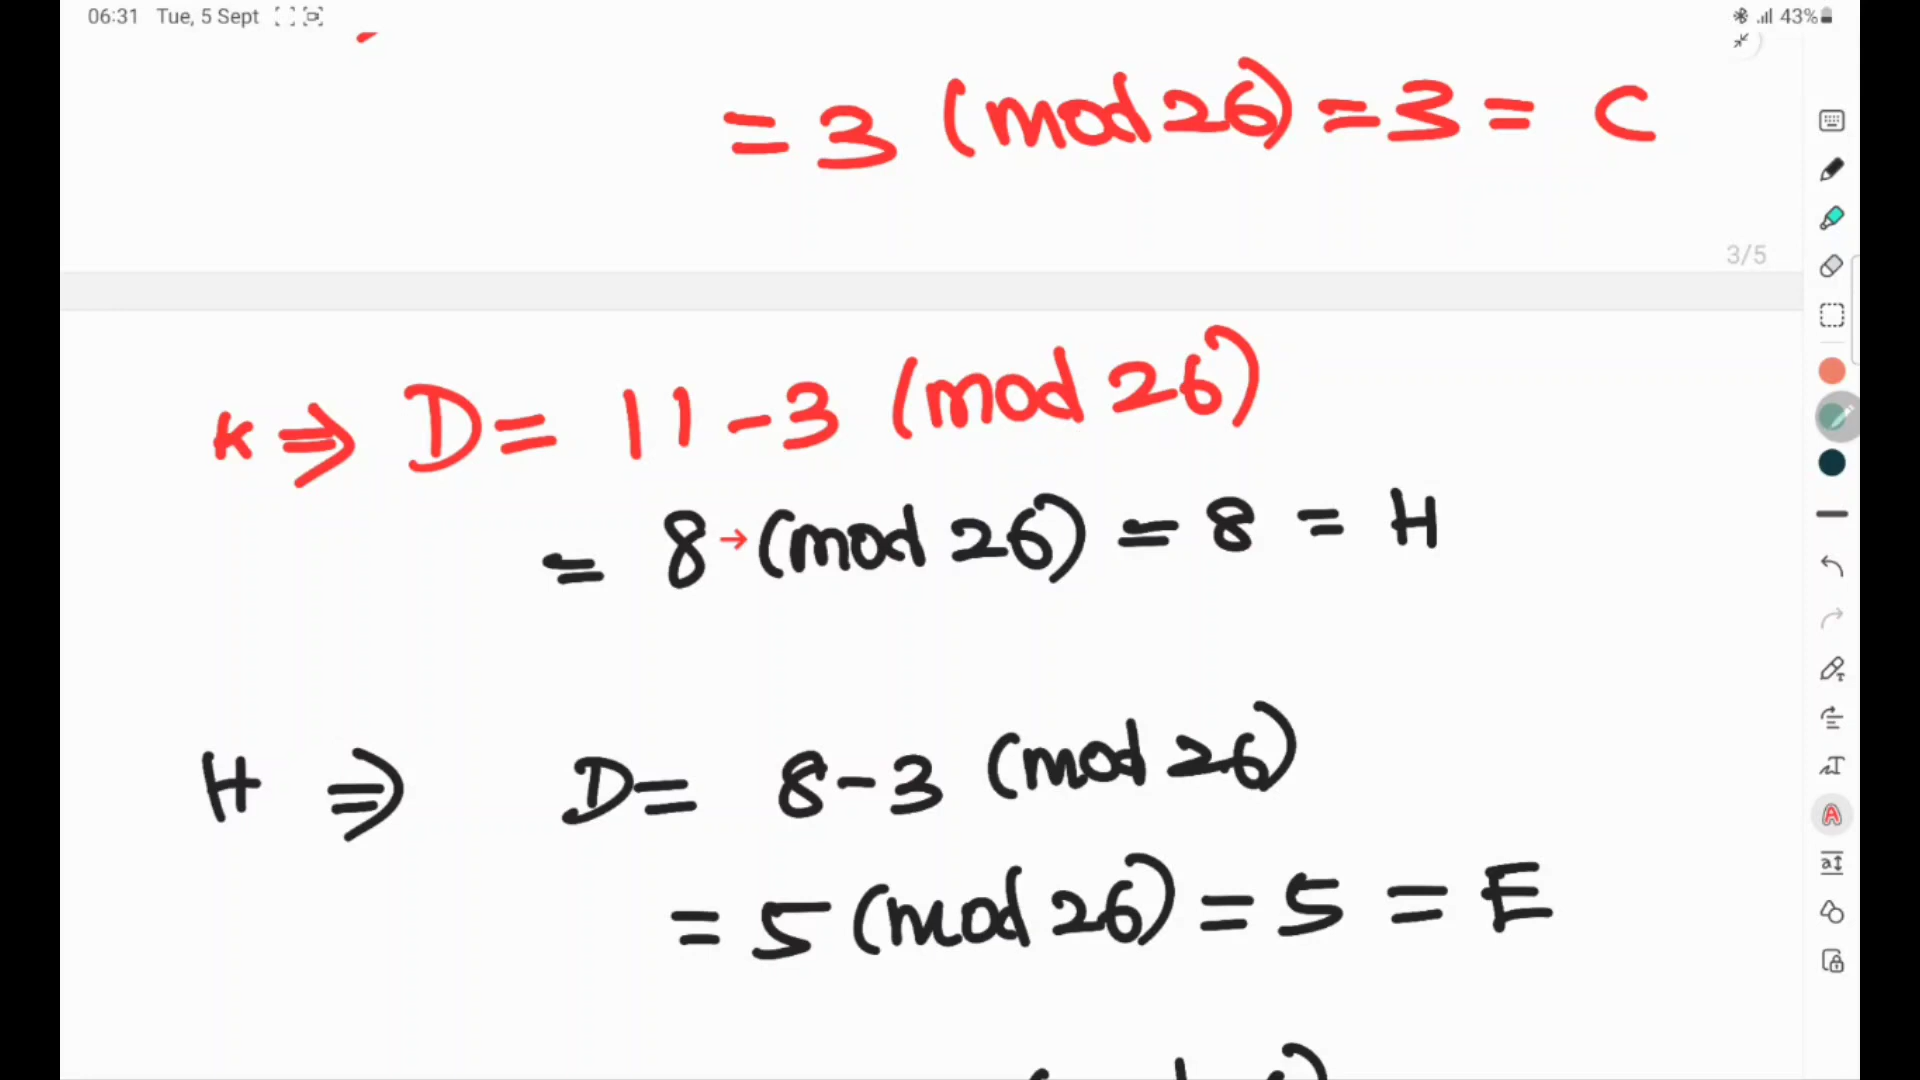 06:31 Tue, 5 Sept 43%
= 3 (mod 26) = 3 = C
3/5
K ⇒ D = 11 - 3 (mod 26)
= 8 → (mod 26) = 8 = H
H ⇒ D = 8 - 3 (mod 26)
= 5 (mod 26) = 5 = E